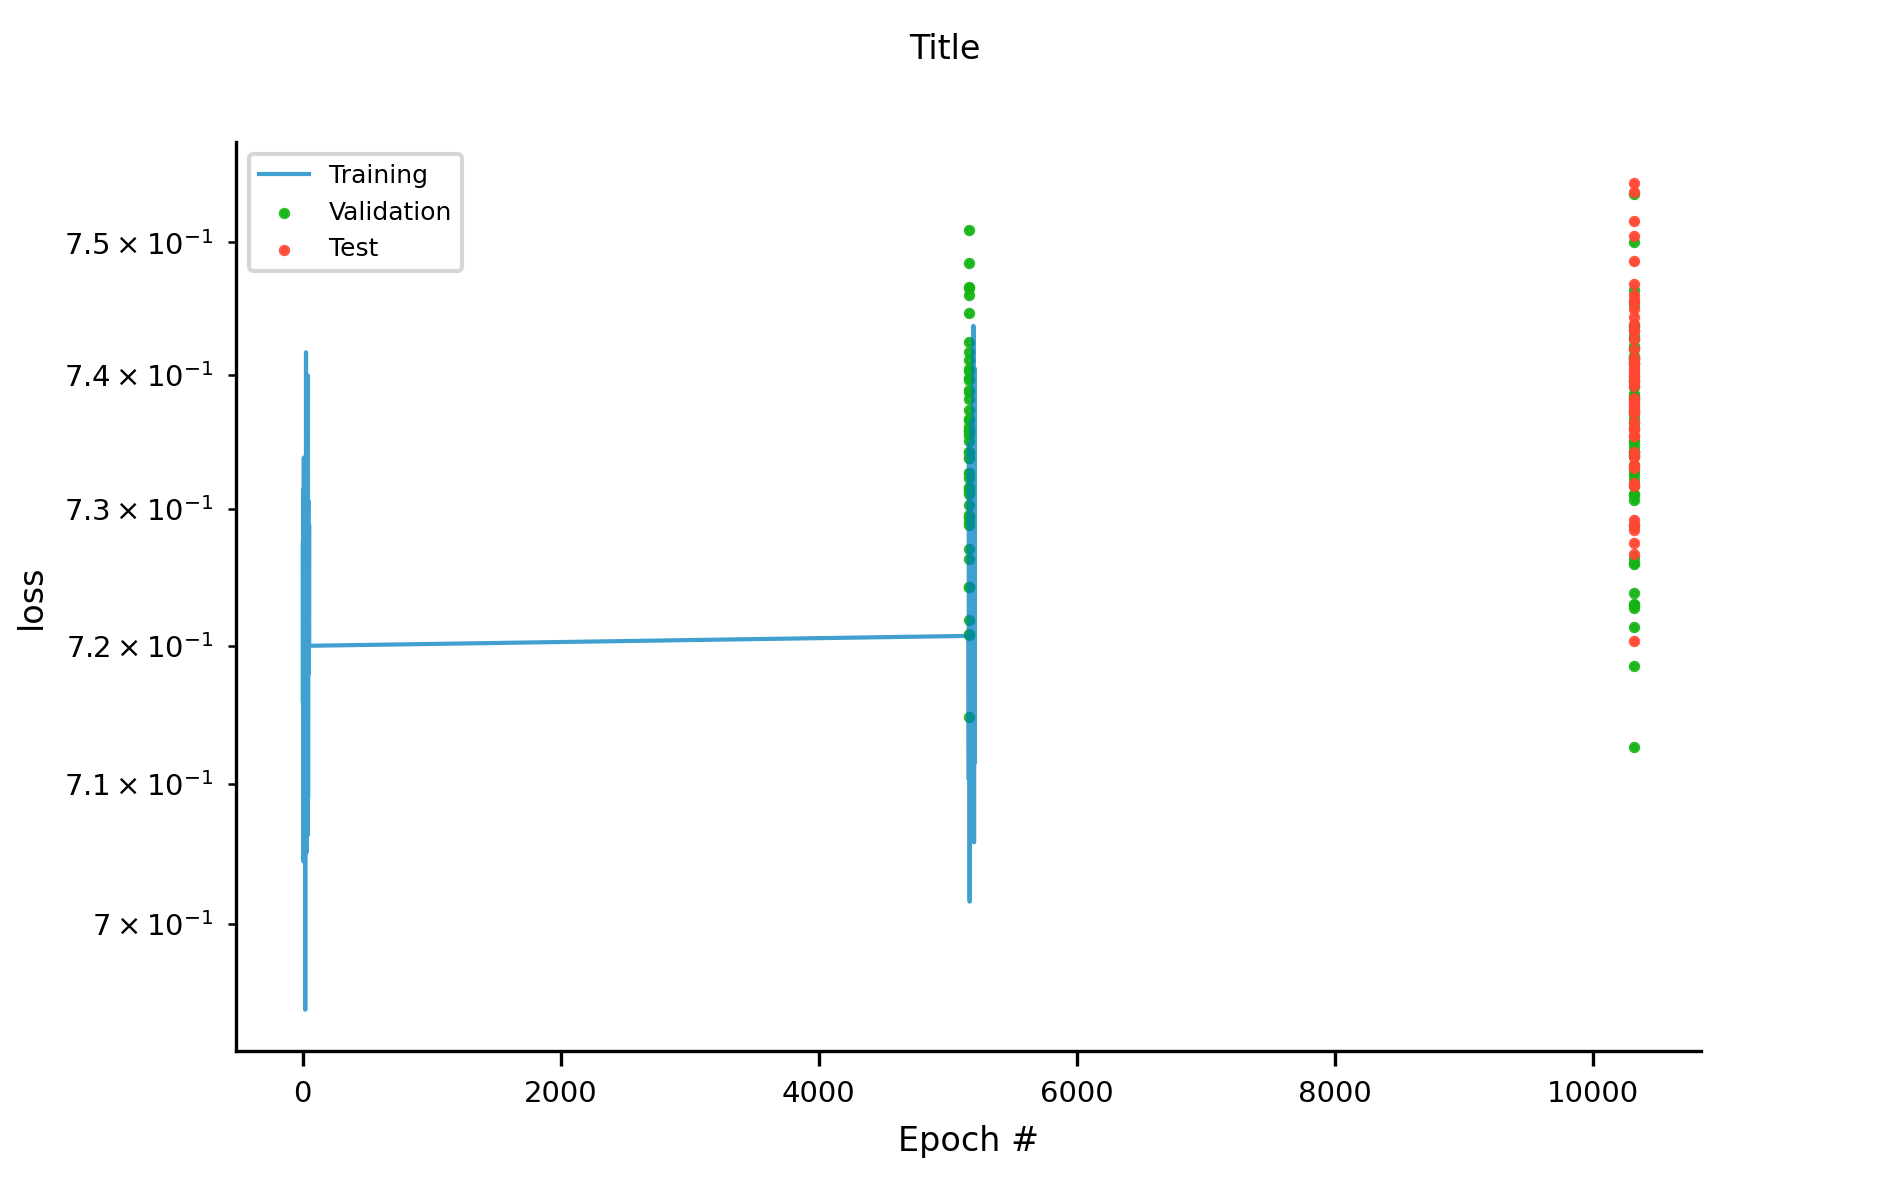 Title
Training
Validation
Test
7.5 × 10⁻¹
7.4 × 10⁻¹
7.3 × 10⁻¹
7.2 × 10⁻¹
7.1 × 10⁻¹
7 × 10⁻¹
loss
0 2000 4000 6000 8000 10000
Epoch #